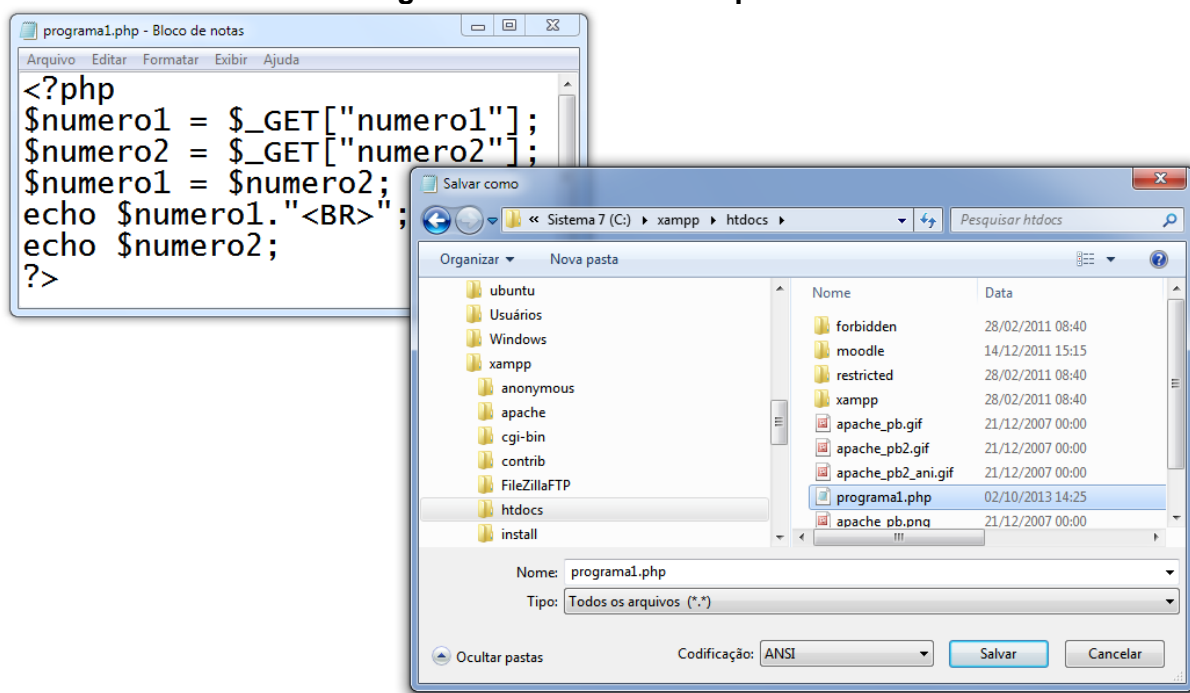 programa1.php - Bloco de notas
Arquivo Editar Formatar Exibir Ajuda
<?php
$numero1 = $_GET["numero1"];
$numero2 = $_GET["numero2"];
$numero1 = $numero2;
echo $numero1."<BR>";
echo $numero2;
?>
Salvar como
« Sistema 7 (C:) ▸ xampp ▸ htdocs ▸
Pesquisar htdocs
Organizar ▾ Nova pasta
ubuntu
Usuários
Windows
xampp
anonymous
apache
cgi-bin
contrib
FileZillaFTP
htdocs
install
Nome Data
forbidden 28/02/2011 08:40
moodle 14/12/2011 15:15
restricted 28/02/2011 08:40
xampp 28/02/2011 08:40
apache_pb.gif 21/12/2007 00:00
apache_pb2.gif 21/12/2007 00:00
apache_pb2_ani.gif 21/12/2007 00:00
programa1.php 02/10/2013 14:25
apache_pb.png 21/12/2007 00:00
Nome: programa1.php
Tipo: Todos os arquivos (*.*)
Ocultar pastas Codificação: ANSI Salvar Cancelar